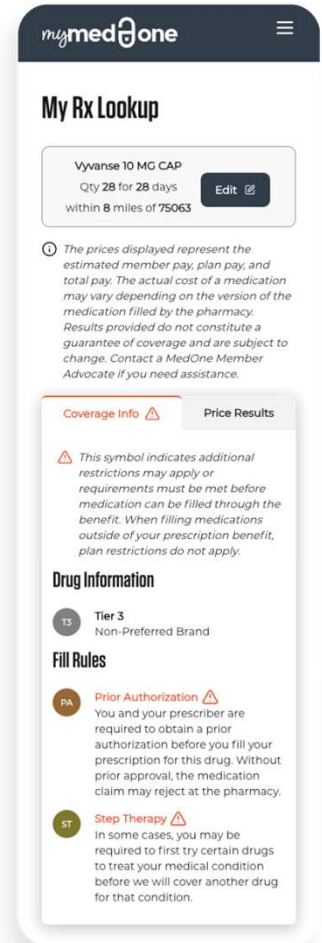 mymedone
My Rx Lookup
Vyvanse 10 MG CAP
Qty 28 for 28 days
within 8 miles of 75063
Edit
The prices displayed represent the
estimated member pay, plan pay, and
total pay. The actual cost of a medication
may vary depending on the version of the
medication filled by the pharmacy.
Results provided do not constitute a
guarantee of coverage and are subject to
change. Contact a MedOne Member
Advocate if you need assistance.
Coverage Info
Price Results
This symbol indicates additional
restrictions may apply or
requirements must be met before
medication can be filled through the
benefit. When filling medications
outside of your prescription benefit,
plan restrictions do not apply.
Drug Information
T3
Tier 3
Non-Preferred Brand
Fill Rules
PA
Prior Authorization
You and your prescriber are
required to obtain a prior
authorization before you fill your
prescription for this drug. Without
prior approval, the medication
claim may reject at the pharmacy.
ST
Step Therapy
In some cases, you may be
required to first try certain drugs
to treat your medical condition
before we will cover another drug
for that condition.